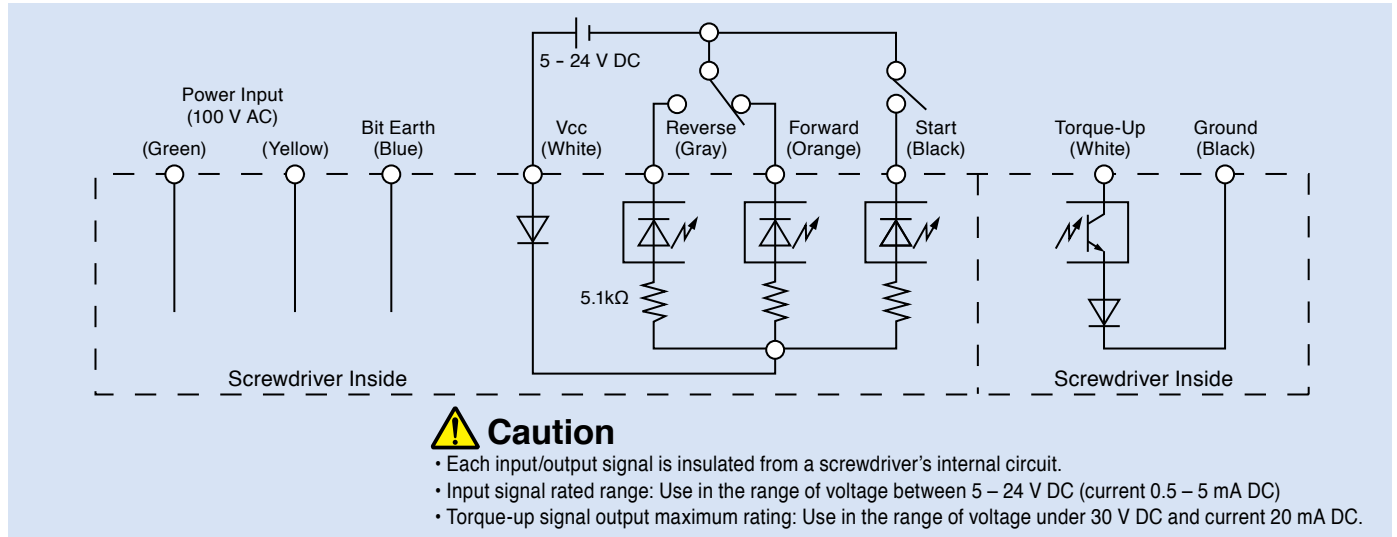 5 – 24 V DC
Power Input
(100 V AC)
(Green)
(Yellow)
Bit Earth
(Blue)
Vcc
(White)
Reverse
(Gray)
Forward
(Orange)
Start
(Black)
Torque-Up
(White)
Ground
(Black)
5.1kΩ
Screwdriver Inside
Screwdriver Inside
Caution
• Each input/output signal is insulated from a screwdriver's internal circuit.
• Input signal rated range: Use in the range of voltage between 5 – 24 V DC (current 0.5 – 5 mA DC)
• Torque-up signal output maximum rating: Use in the range of voltage under 30 V DC and current 20 mA DC.